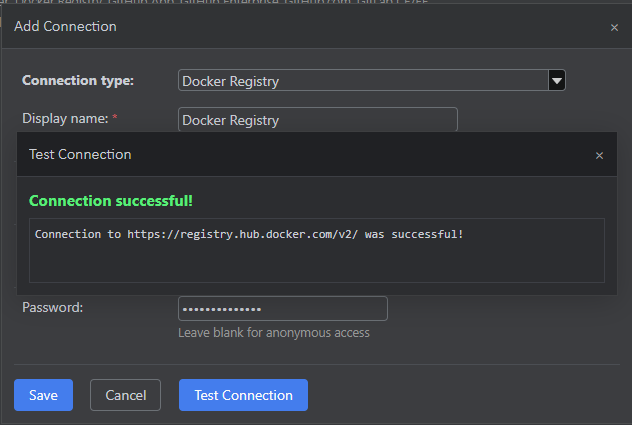 Add Connection ×
Connection type: Docker Registry
Display name: * Docker Registry
Test Connection ×
Connection successful!
Connection to https://registry.hub.docker.com/v2/ was successful!
Password: ••••••••••••••
Leave blank for anonymous access
Save Cancel Test Connection